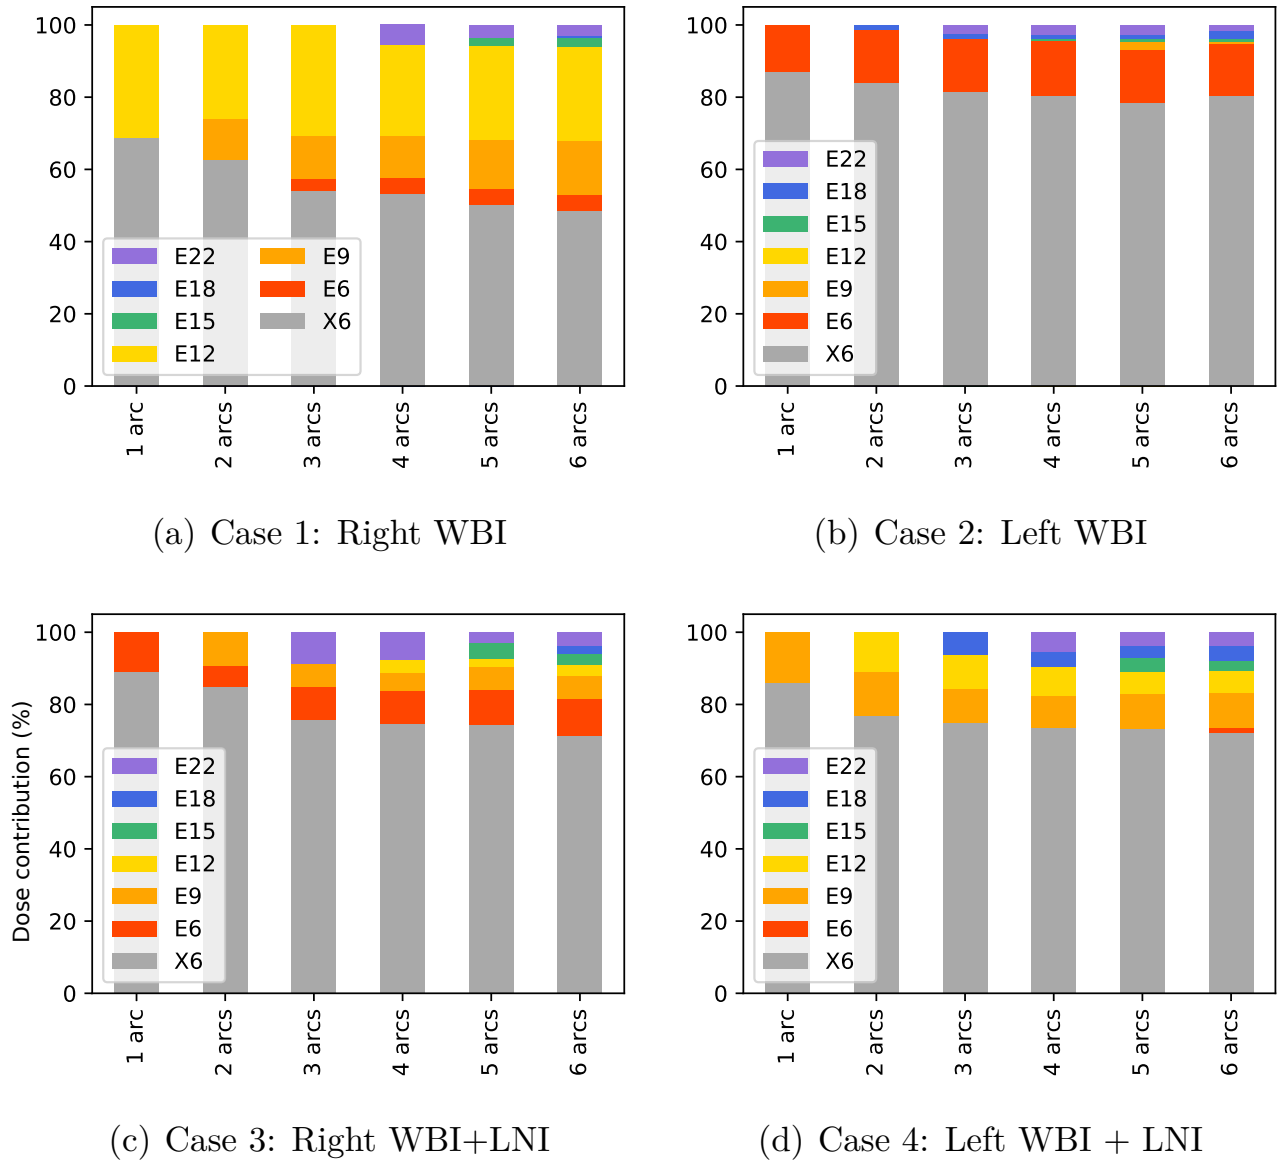 100
80
60
40
20
0
E22
E18
E15
E12
E9
E6
X6
1 arc
2 arcs
3 arcs
4 arcs
5 arcs
6 arcs
(a) Case 1: Right WBI
100
80
60
40
20
0
E22
E18
E15
E12
E9
E6
X6
1 arc
2 arcs
3 arcs
4 arcs
5 arcs
6 arcs
(b) Case 2: Left WBI
Dose contribution (%)
100
80
60
40
20
0
E22
E18
E15
E12
E9
E6
X6
1 arc
2 arcs
3 arcs
4 arcs
5 arcs
6 arcs
(c) Case 3: Right WBI+LNI
100
80
60
40
20
0
E22
E18
E15
E12
E9
E6
X6
1 arc
2 arcs
3 arcs
4 arcs
5 arcs
6 arcs
(d) Case 4: Left WBI + LNI